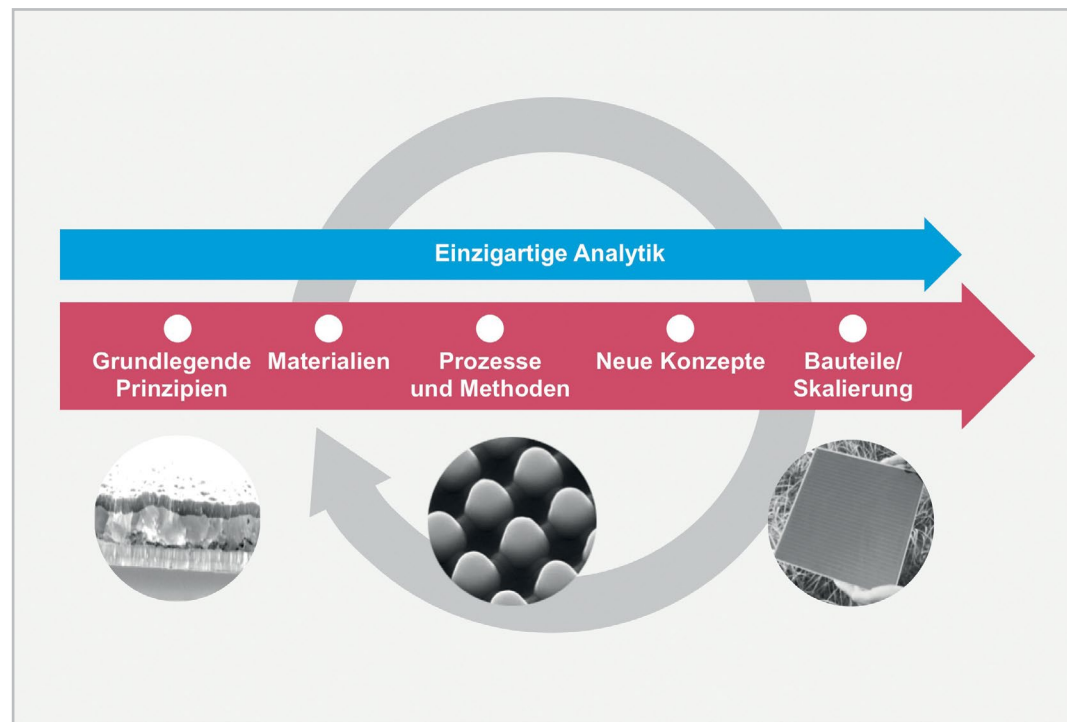 Einzigartige Analytik
Grundlegende
Prinzipien
Materialien
Prozesse
und Methoden
Neue Konzepte
Bauteile/
Skalierung